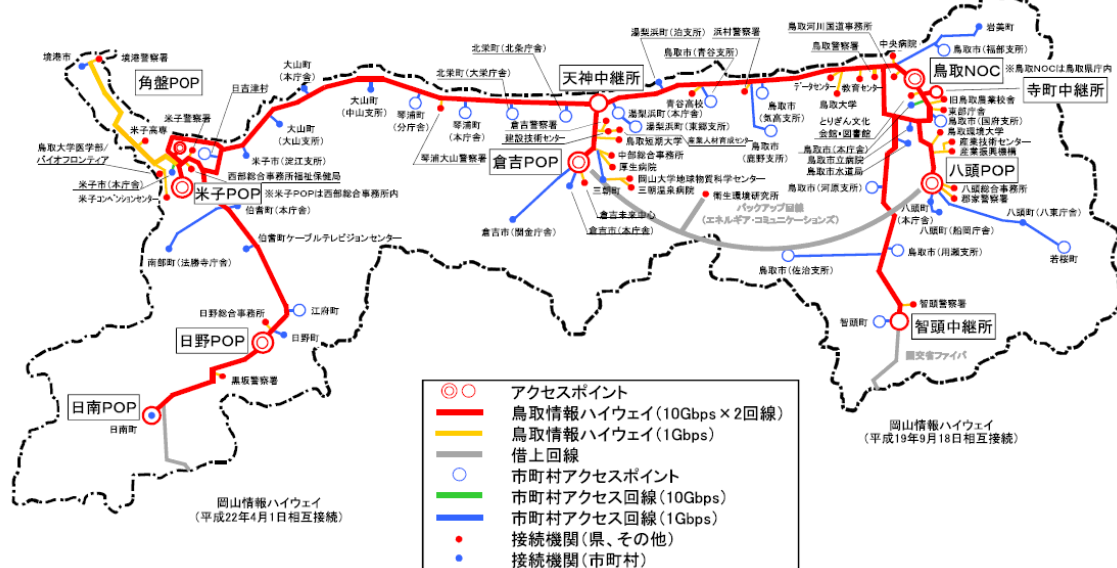 境港市
境港警察署
角盤POP
日吉津村
米子警察署
米子高専
鳥取大学医学部/
バイオフロンティア
米子市(本庁舎)
米子コンベンションセンター
米子POP
※米子POPは西部総合事務所内
西部総合事務所福祉保健局
米子市(淀江支所)
大山町
(大山支所)
大山町
(本庁舎)
大山町
(中山支所)
琴浦町
(分庁舎)
琴浦大山警察署
琴浦町
(本庁舎)
北栄町(大栄庁舎)
北栄町(北条庁舎)
天神中継所
湯梨浜町(泊支所)
鳥取市(青谷支所)
浜村警察署
湯梨浜町(本庁舎)
湯梨浜町(東郷支所)
青谷高校
鳥取市
(気高支所)
鳥取市
(鹿野支所)
倉吉警察署
建設技術センター
産業人材育成センター
鳥取短期大学
中部総合事務所
厚生病院
岡山大学地球物質科学センター
三朝温泉病院
三朝町
倉吉POP
倉吉未来中心
倉吉市(本庁舎)
倉吉市(関金庁舎)
衛生環境研究所
バックアップ回線
(エネルギア・コミュニケーションズ)
鳥取河川国道事務所
鳥取警察署
中央病院
データセンター
教育センター
鳥取大学
岩美町
鳥取市(福部支所)
鳥取NOC
※鳥取NOCは鳥取県庁内
寺町中継所
旧鳥取農業校舎
東部庁舎
鳥取市(国府支所)
鳥取環境大学
産業技術センター
産業振興機構
とりぎん文化
会館・図書館
鳥取市(本庁舎)
鳥取市立病院
鳥取市水道局
鳥取市(河原支所)
八頭POP
八頭総合事務所
郡家警察署
八頭町
(本庁舎)
八頭町(八東庁舎)
八頭町(船岡庁舎)
若桜町
鳥取市(佐治支所)
鳥取市(用瀬支所)
智頭警察署
智頭町
智頭中継所
国交省ファイバ
岡山情報ハイウェイ
(平成19年9月18日相互接続)
伯耆町(本庁舎)
伯耆町ケーブルテレビジョンセンター
南部町(法勝寺庁舎)
日野総合事務所
江府町
日野町
日野POP
黒坂警察署
日南POP
日南町
岡山情報ハイウェイ
(平成22年4月1日相互接続)
アクセスポイント
鳥取情報ハイウェイ(10Gbps×2回線)
鳥取情報ハイウェイ(1Gbps)
借上回線
市町村アクセスポイント
市町村アクセス回線(10Gbps)
市町村アクセス回線(1Gbps)
接続機関(県、その他)
接続機関(市町村)